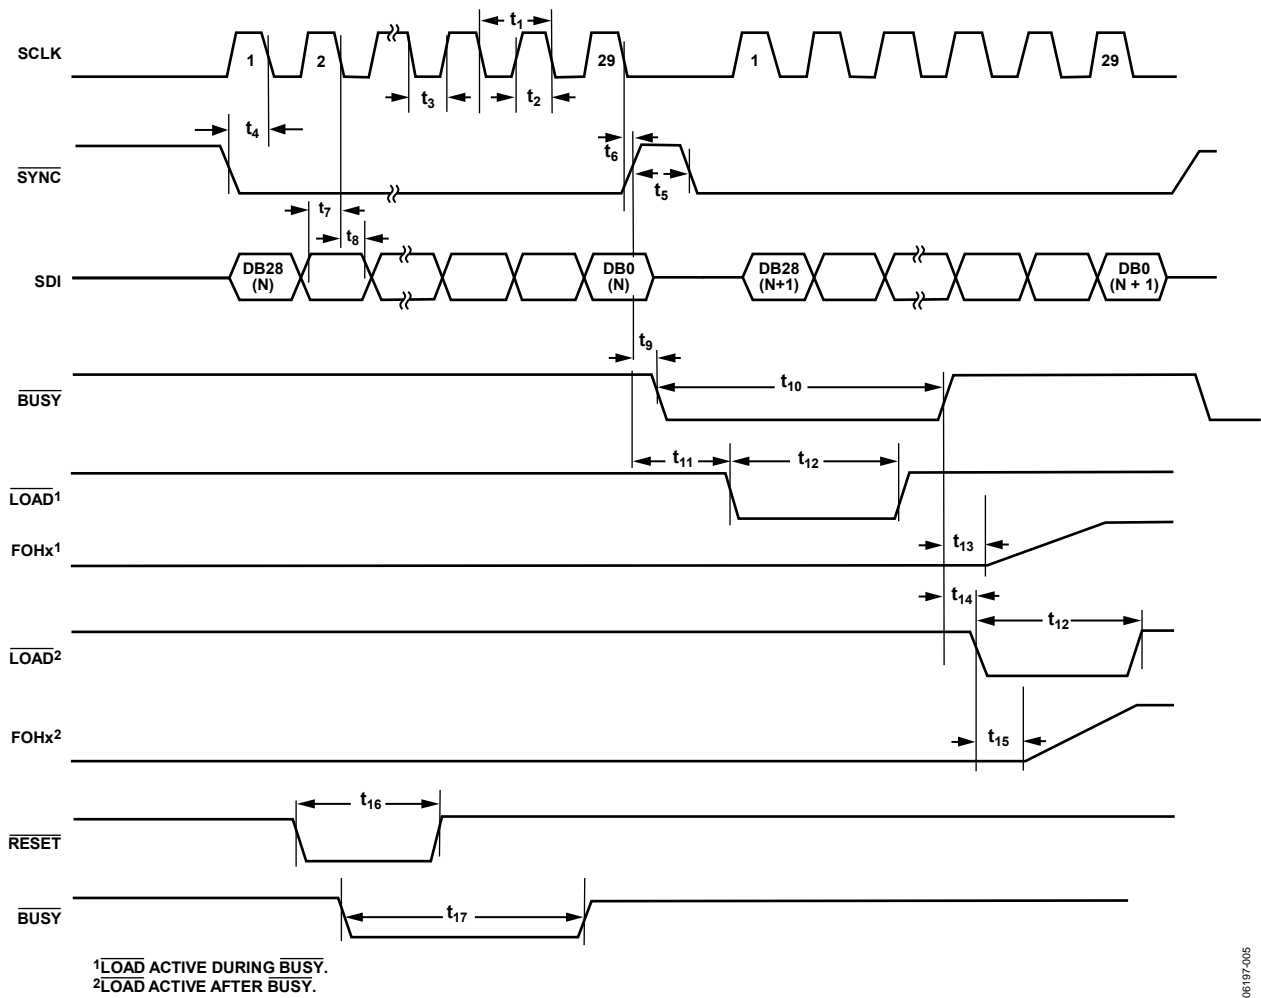 t1
SCLK
1
2
29
1
29
t3
t2
t4
t6
SYNC
t5
t7
t8
SDI
DB28
(N)
DB0
(N)
DB28
(N+1)
DB0
(N + 1)
t9
BUSY
t10
t11
t12
LOAD1
FOHx1
t13
t14
t12
LOAD2
FOHx2
t15
t16
RESET
BUSY
t17
1LOAD ACTIVE DURING BUSY.
2LOAD ACTIVE AFTER BUSY.
06197-005